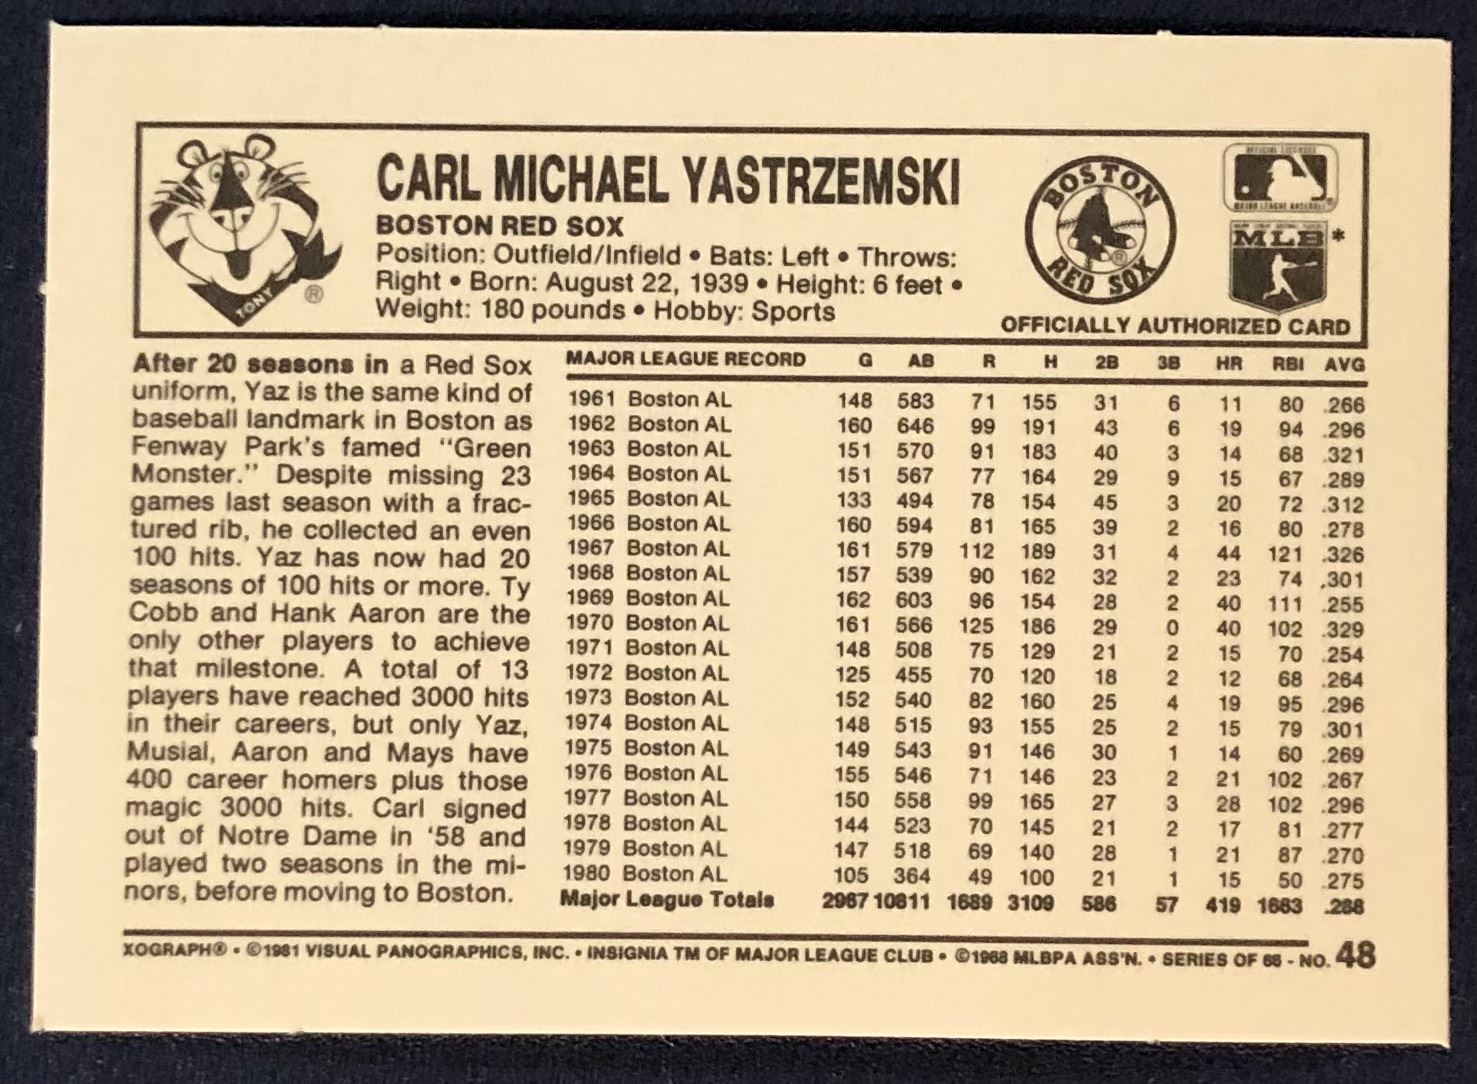 CARL MICHAEL YASTRZEMSKI
BOSTON RED SOX
Position: Outfield/Infield • Bats: Left • Throws:
Right • Born: August 22, 1939 • Height: 6 feet •
Weight: 180 pounds • Hobby: Sports
TONY ®
BOSTON
RED SOX ®
OFFICIAL LICENSEE
MAJOR LEAGUE BASEBALL
MLB *
OFFICIALLY AUTHORIZED CARD
After 20 seasons in a Red Sox
uniform, Yaz is the same kind of
baseball landmark in Boston as
Fenway Park's famed "Green
Monster." Despite missing 23
games last season with a frac-
tured rib, he collected an even
100 hits. Yaz has now had 20
seasons of 100 hits or more. Ty
Cobb and Hank Aaron are the
only other players to achieve
that milestone. A total of 13
players have reached 3000 hits
in their careers, but only Yaz,
Musial, Aaron and Mays have
400 career homers plus those
magic 3000 hits. Carl signed
out of Notre Dame in '58 and
played two seasons in the mi-
nors, before moving to Boston.
MAJOR LEAGUE RECORD G AB R H 2B 3B HR RBI AVG
1961 Boston AL 148 583 71 155 31 6 11 80 .266
1962 Boston AL 160 646 99 191 43 6 19 94 .296
1963 Boston AL 151 570 91 183 40 3 14 68 .321
1964 Boston AL 151 567 77 164 29 9 15 67 .289
1965 Boston AL 133 494 78 154 45 3 20 72 .312
1966 Boston AL 160 594 81 165 39 2 16 80 .278
1967 Boston AL 161 579 112 189 31 4 44 121 .326
1968 Boston AL 157 539 90 162 32 2 23 74 .301
1969 Boston AL 162 603 96 154 28 2 40 111 .255
1970 Boston AL 161 566 125 186 29 0 40 102 .329
1971 Boston AL 148 508 75 129 21 2 15 70 .254
1972 Boston AL 125 455 70 120 18 2 12 68 .264
1973 Boston AL 152 540 82 160 25 4 19 95 .296
1974 Boston AL 148 515 93 155 25 2 15 79 .301
1975 Boston AL 149 543 91 146 30 1 14 60 .269
1976 Boston AL 155 546 71 146 23 2 21 102 .267
1977 Boston AL 150 558 99 165 27 3 28 102 .296
1978 Boston AL 144 523 70 145 21 2 17 81 .277
1979 Boston AL 147 518 69 140 28 1 21 87 .270
1980 Boston AL 105 364 49 100 21 1 15 50 .275
Major League Totals 2967 10811 1689 3109 586 57 419 1663 .288
XOGRAPH® • ©1981 VISUAL PANOGRAPHICS, INC. • INSIGNIA TM OF MAJOR LEAGUE CLUB • ©1968 MLBPA ASS'N. • SERIES OF 66 - NO. 48